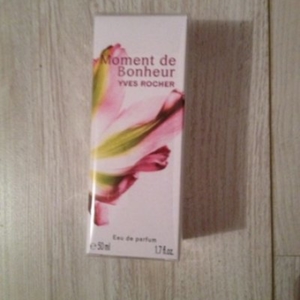 Moment de
Bonheur
YVES ROCHER
Eau de parfum
℮ 50 ml 1.7 fl.oz.